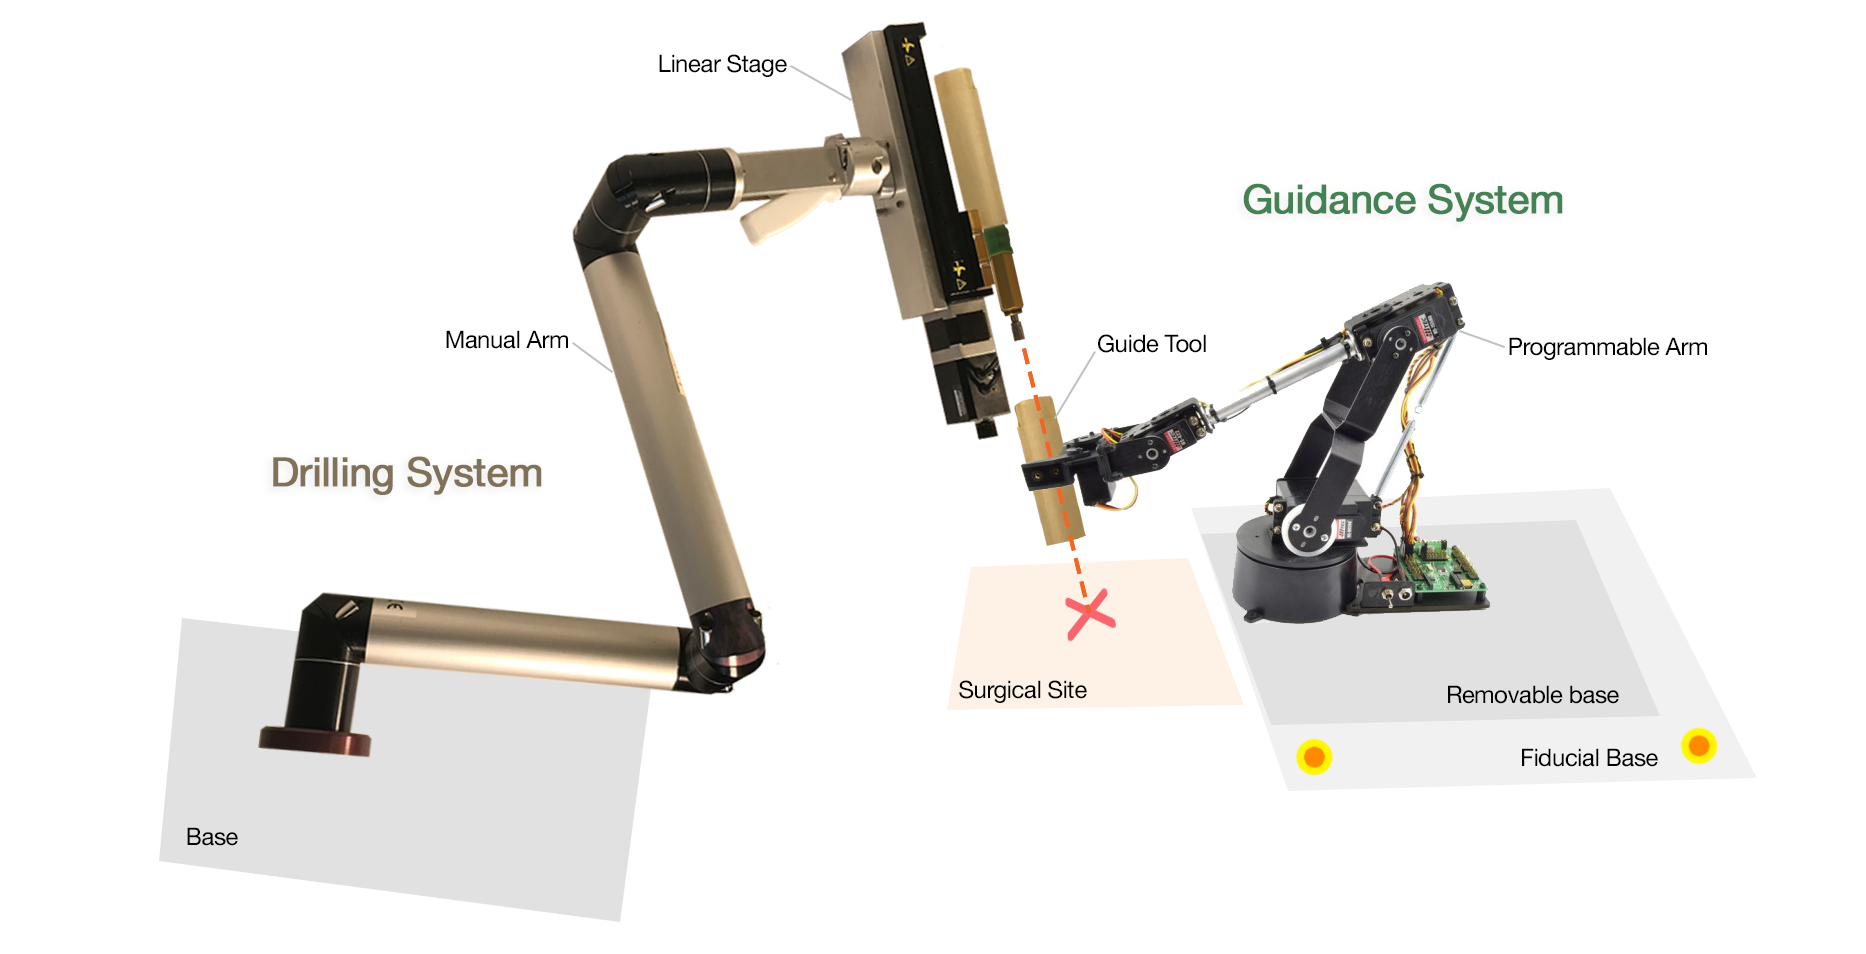 Linear Stage
Guidance System
Manual Arm
Guide Tool
Programmable Arm
Drilling System
Surgical Site
Removable base
Fiducial Base
Base